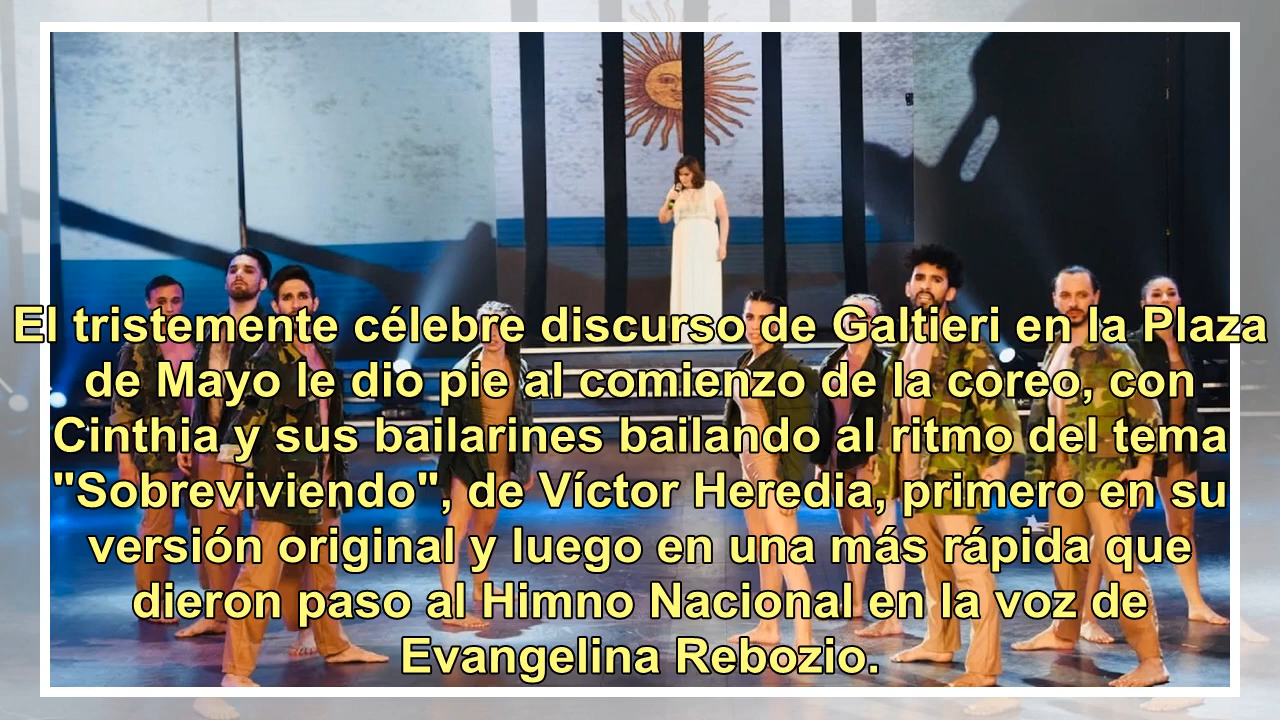 El tristemente célebre discurso de Galtieri en la Plaza
de Mayo le dio pie al comienzo de la coreo, con
Cinthia y sus bailarines bailando al ritmo del tema
"Sobreviviendo", de Víctor Heredia, primero en su
versión original y luego en una más rápida que
dieron paso al Himno Nacional en la voz de
Evangelina Rebozio.